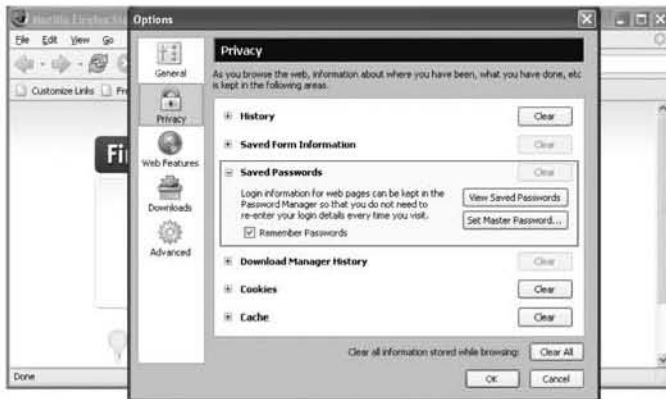 Options
File Edit View Go
Customize Links
Fi
Done
General
Privacy
Web Features
Downloads
Advanced
Privacy
As you browse the web, information about where you have been, what you have done, etc
is kept in the following areas.
History Clear
Saved Form Information Clear
Saved Passwords Clear
Login information for web pages can be kept in the
Password Manager so that you do not need to
re-enter your login details every time you visit.
Remember Passwords
View Saved Passwords
Set Master Password...
Download Manager History Clear
Cookies Clear
Cache Clear
Clear all information stored while browsing: Clear All
OK Cancel